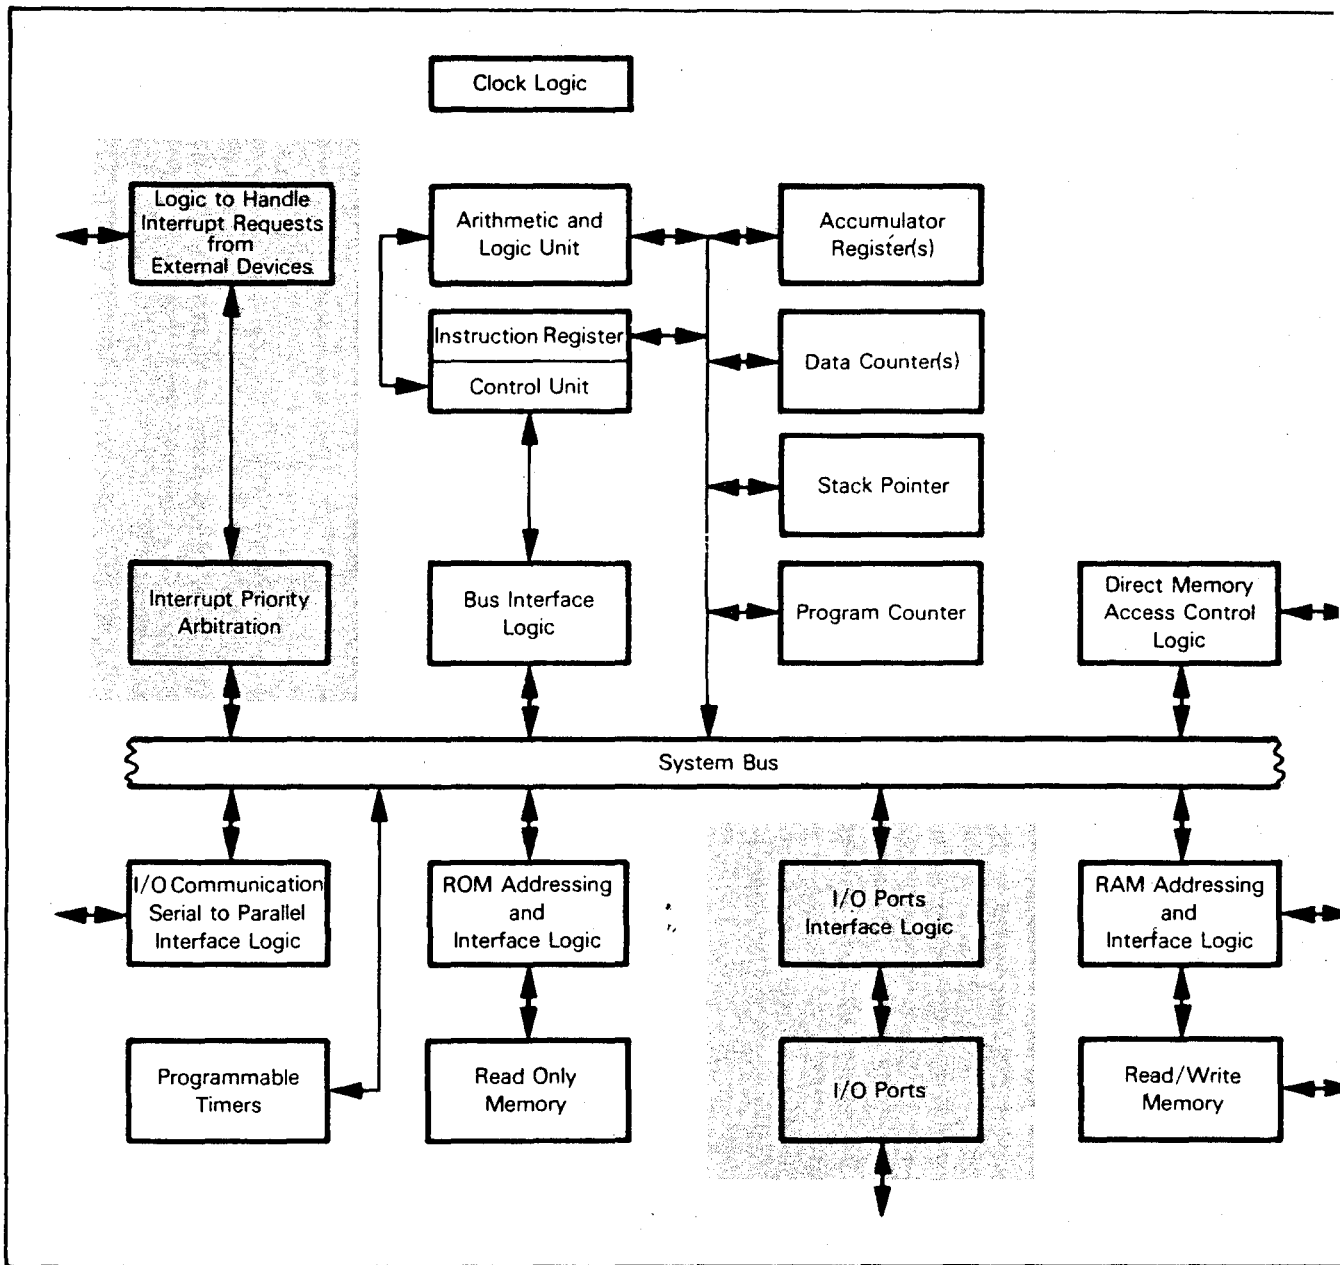 Clock Logic
Logic to Handle
Interrupt Requests
from
External Devices
Arithmetic and
Logic Unit
Accumulator
Register(s)
Instruction Register
Control Unit
Data Counter(s)
Stack Pointer
Interrupt Priority
Arbitration
Bus Interface
Logic
Program Counter
Direct Memory
Access Control
Logic
System Bus
I/O Communication
Serial to Parallel
Interface Logic
ROM Addressing
and
Interface Logic
I/O Ports
Interface Logic
RAM Addressing
and
Interface Logic
Programmable
Timers
Read Only
Memory
I/O Ports
Read/Write
Memory